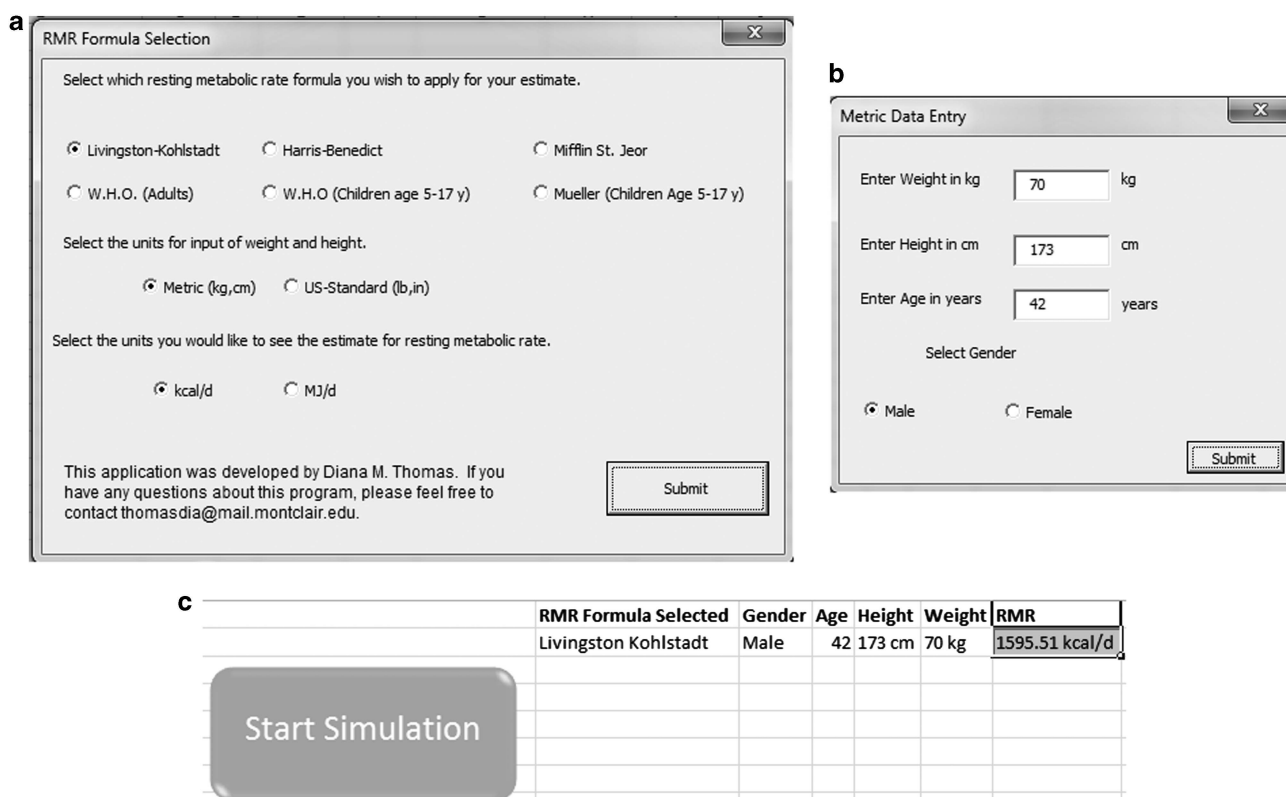 a
RMR Formula Selection
X
Select which resting metabolic rate formula you wish to apply for your estimate.
Livingston-Kohlstadt Harris-Benedict Mifflin St. Jeor
W.H.O. (Adults) W.H.O (Children age 5-17 y) Mueller (Children Age 5-17 y)
Select the units for input of weight and height.
Metric (kg,cm) US-Standard (lb,in)
Select the units you would like to see the estimate for resting metabolic rate.
kcal/d MJ/d
This application was developed by Diana M. Thomas. If you
have any questions about this program, please feel free to
contact thomasdia@mail.montclair.edu.
Submit
b
Metric Data Entry
X
Enter Weight in kg 70 kg
Enter Height in cm 173 cm
Enter Age in years 42 years
Select Gender
Male Female
Submit
c
RMR Formula Selected Gender Age Height Weight RMR
Livingston Kohlstadt Male 42 173 cm 70 kg 1595.51 kcal/d
Start Simulation